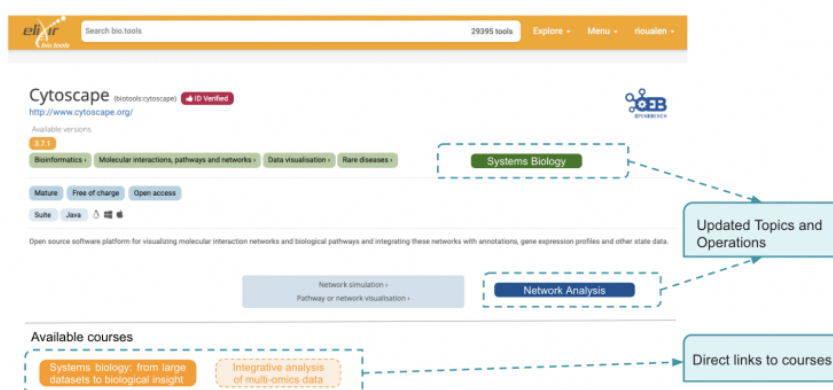 elixir
bio.tools
Search bio.tools
29395 tools
Explore
Menu
rioualen
Cytoscape (biotools:cytoscape) ID Verified
http://www.cytoscape.org/
OPENEBENCH
Available versions
3.7.1
Bioinformatics › Molecular interactions, pathways and networks › Data visualisation › Rare diseases ›
Systems Biology
Mature Free of charge Open access
Suite Java
Updated Topics and
Operations
Open source software platform for visualizing molecular interaction networks and biological pathways and integrating these networks with annotations, gene expression profiles and other state data.
Network simulation ›
Pathway or network visualisation ›
Network Analysis
Available courses
Systems biology: from large
datasets to biological insight
Integrative analysis
of multi-omics data
Direct links to courses